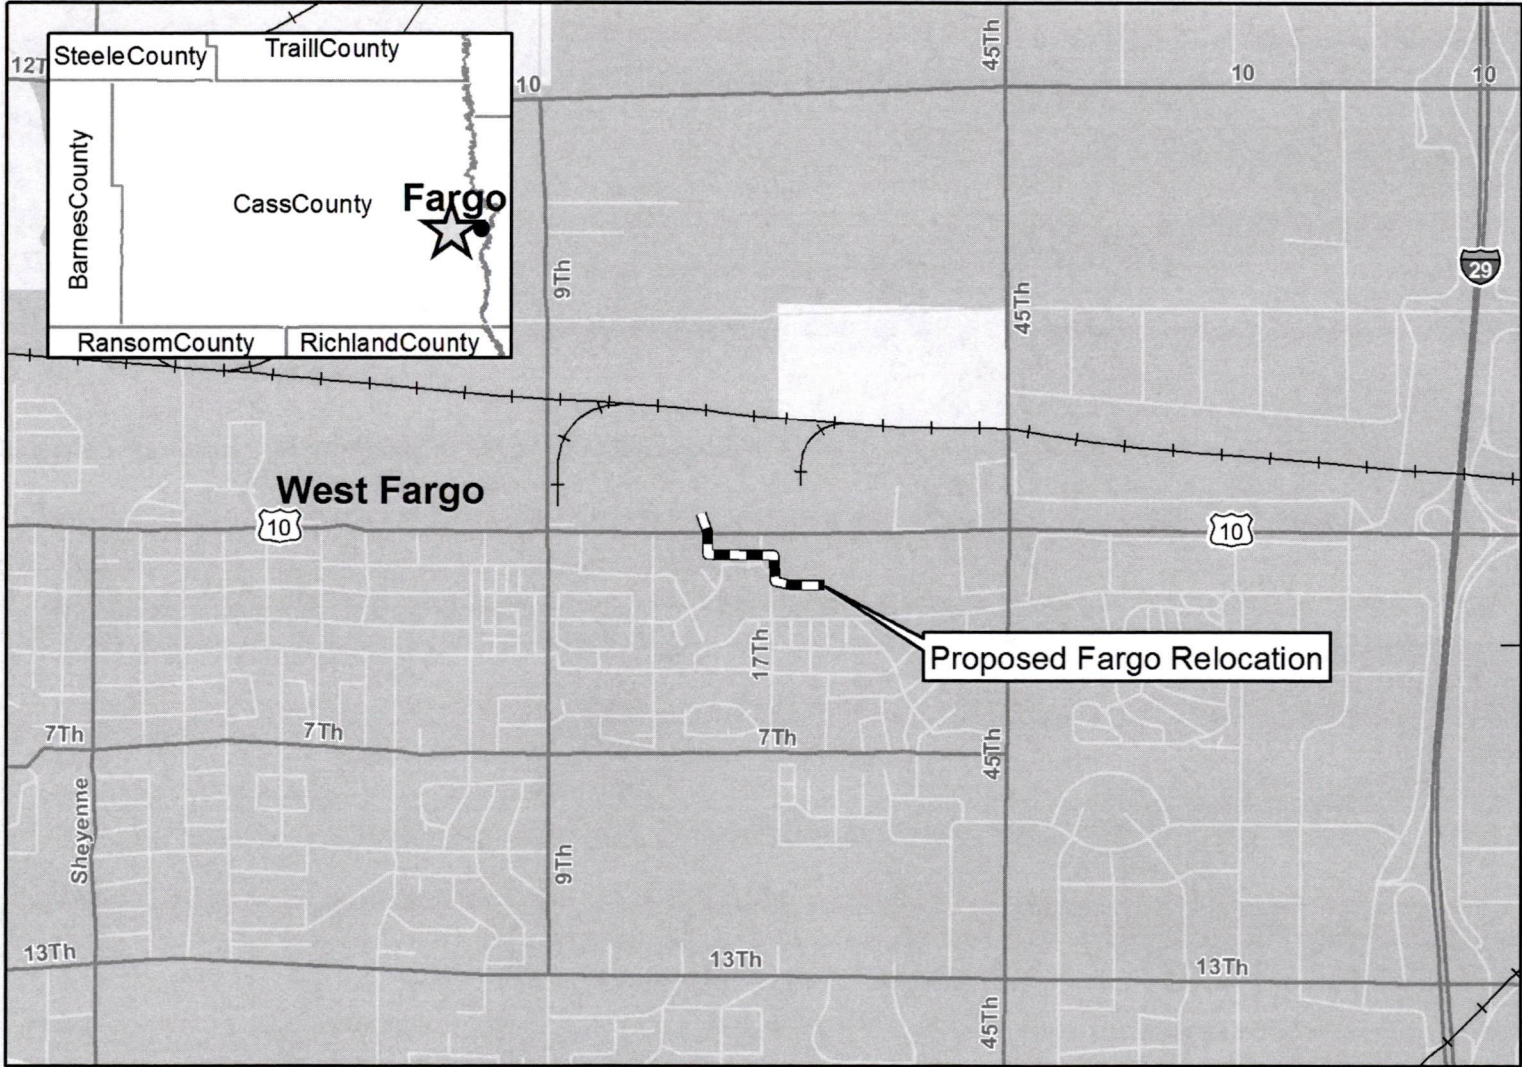 45Th
SteeleCounty
TraillCounty
12T
10
10
10
BarnesCounty
CassCounty
Fargo
9Th
29
45Th
RansomCounty
RichlandCounty
West Fargo
10
10
17Th
Proposed Fargo Relocation
7Th
7Th
7Th
45Th
Sheyenne
9Th
13Th
13Th
13Th
45Th